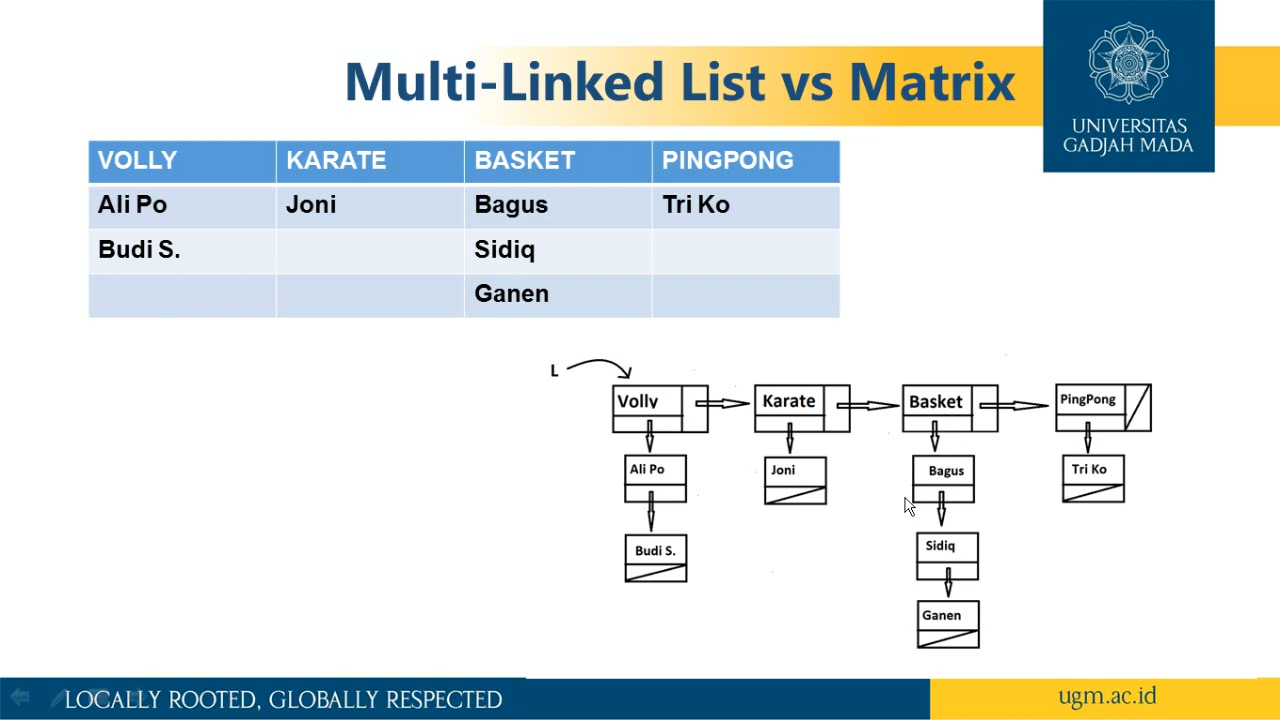 Multi-Linked List vs Matrix
UNIVERSITAS
GADJAH MADA
VOLLY KARATE BASKET PINGPONG
Ali Po Joni Bagus Tri Ko
Budi S. Sidiq
Ganen
L
Volly Karate Basket PingPong
Ali Po Joni Bagus Tri Ko
Budi S. Sidiq
Ganen
LOCALLY ROOTED, GLOBALLY RESPECTED
ugm.ac.id